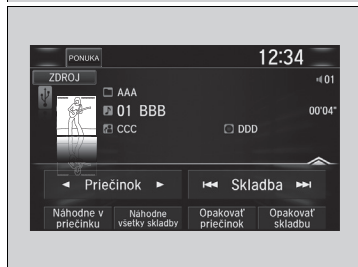 PONUKA 12:34
ZDROJ 01
AAA
01 BBB 00'04"
CCC DDD
Priečinok Skladba
Náhodne v priečinku
Náhodne všetky skladby
Opakovať priečinok
Opakovať skladbu